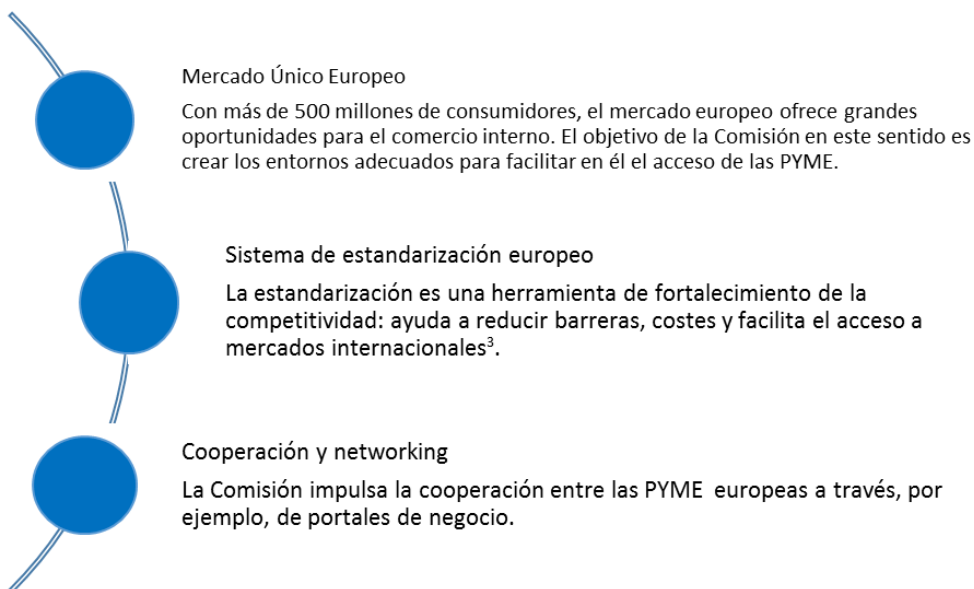 Mercado Único Europeo
Con más de 500 millones de consumidores, el mercado europeo ofrece grandes
oportunidades para el comercio interno. El objetivo de la Comisión en este sentido es
crear los entornos adecuados para facilitar en él el acceso de las PYME.
Sistema de estandarización europeo
La estandarización es una herramienta de fortalecimiento de la
competitividad: ayuda a reducir barreras, costes y facilita el acceso a
mercados internacionales³.
Cooperación y networking
La Comisión impulsa la cooperación entre las PYME europeas a través, por
ejemplo, de portales de negocio.